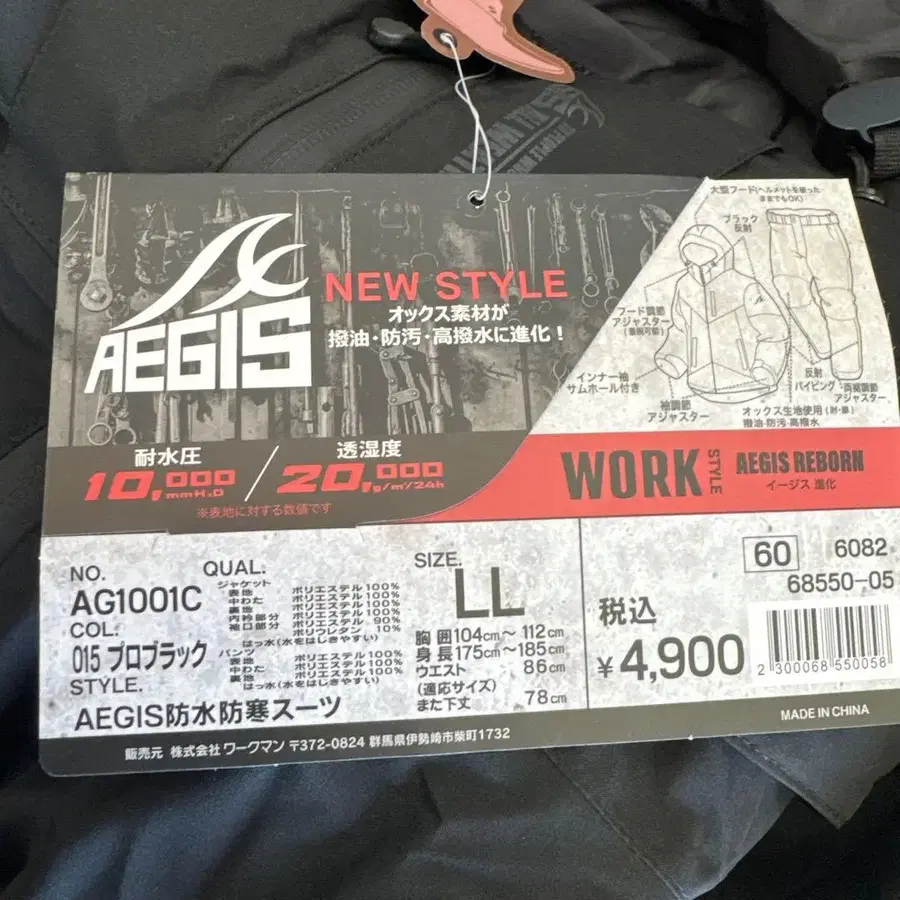 AEGIS
NEW STYLE
オックス素材が
撥油・防汚・高撥水に進化！
耐水圧
10,000mmH₂O
透湿度
20,000g/㎡/24h
※表地に対する数値です
大型フード(ヘルメットを被った
ままでもOK)
ブラック
反射
フード調節
アジャスター
(着脱可能)
インナー袖
サムホール付き
袖調節
アジャスター
反射
パイピング
両裾調節
アジャスター
オックス生地使用(肘・膝)
撥油・防汚・高撥水
WORK STYLE
AEGIS REBORN
イージス 進化
NO.
AG1001C
COL.
015 プロブラック
STYLE.
AEGIS防水防寒スーツ
QUAL.
ジャケット
表地 ポリエステル100%
中わた ポリエステル100%
裏地 ポリエステル100%
内衿部分 ポリエステル100%
袖口部分 ポリエステル 90%
ポリウレタン 10%
はっ水(水をはじきやすい)
パンツ
表地 ポリエステル100%
中わた ポリエステル100%
裏地 ポリエステル100%
はっ水(水をはじきやすい)
SIZE.
LL
胸囲 104cm～112cm
身長 175cm～185cm
ウエスト 86cm
(適応サイズ)
また下丈 78cm
60 6082
68550-05
税込
¥4,900
2 300068 550058
MADE IN CHINA
販売元 株式会社 ワークマン 〒372-0824 群馬県伊勢崎市柴町1732